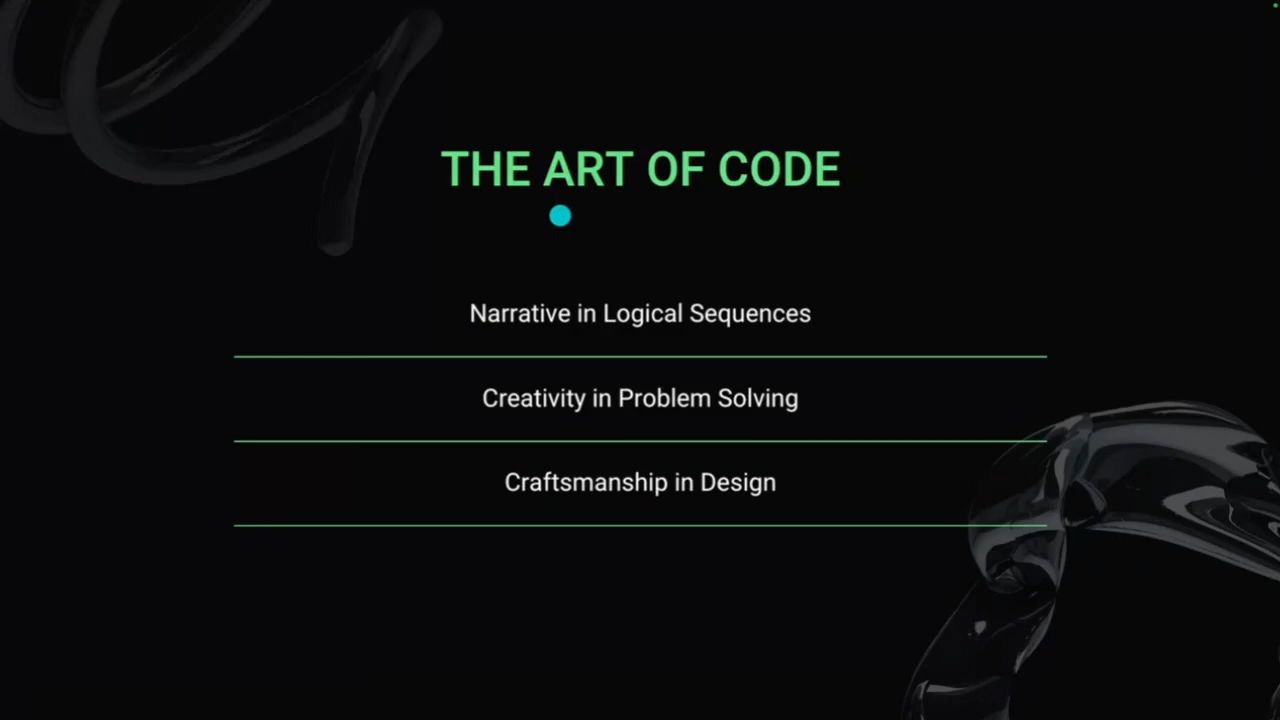 THE ART OF CODE
Narrative in Logical Sequences
Creativity in Problem Solving
Craftsmanship in Design